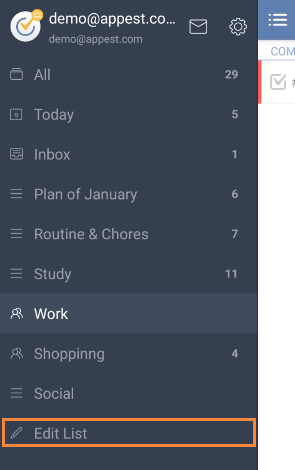 demo@appest.co...
demo@appest.com
All 29
Today 5
9
Inbox 1
Plan of January 6
Routine & Chores 7
Study 11
Work
Shoppinng 4
Social
Edit List
COM
#